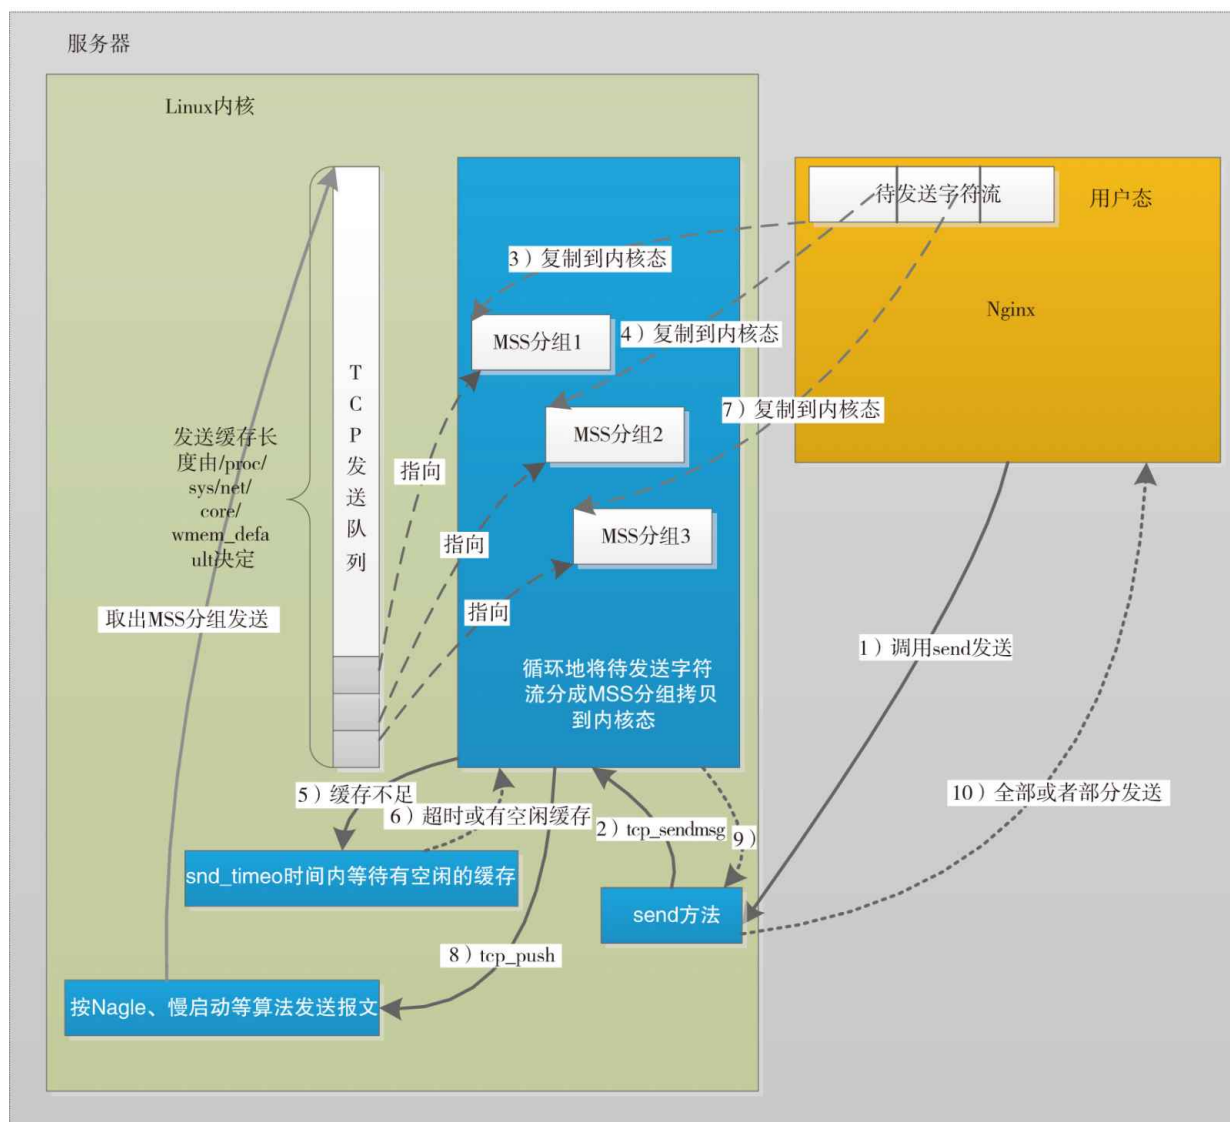 服务器
Linux内核
待发送字符流
用户态
3）复制到内核态
Nginx
MSS分组1
4）复制到内核态
7）复制到内核态
MSS分组2
MSS分组3
T
C
P
发
送
队
列
发送缓存长
度由/proc/
sys/net/
core/
wmem_defa
ult决定
指向
指向
指向
取出MSS分组发送
1）调用send发送
循环地将待发送字符
流分成MSS分组拷贝
到内核态
5）缓存不足
6）超时或有空闲缓存
2）tcp_sendmsg
9）
10）全部或者部分发送
snd_timeo时间内等待有空闲的缓存
send方法
8）tcp_push
按Nagle、慢启动等算法发送报文